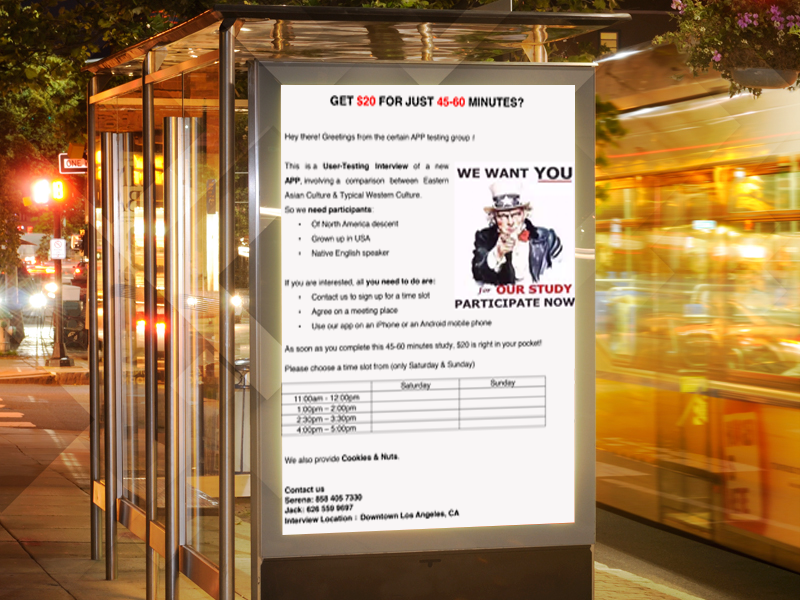 GET $20 FOR JUST 45-60 MINUTES?
Hey there! Greetings from the certain APP testing group !
This is a User-Testing Interview of a new
APP, involving a comparison between Eastern
Asian Culture & Typical Western Culture.
So we need participants:
• Of North America descent
• Grown up in USA
• Native English speaker
WE WANT YOU
for OUR STUDY
PARTICIPATE NOW
If you are interested, all you need to do are:
• Contact us to sign up for a time slot
• Agree on a meeting place
• Use our app on an iPhone or an Android mobile phone
As soon as you complete this 45-60 minutes study, $20 is right in your pocket!
Please choose a time slot from (only Saturday & Sunday)
Saturday Sunday
11:00am - 12:00pm
1:00pm – 2:00pm
2:30pm – 3:30pm
4:00pm – 5:00pm
We also provide Cookies & Nuts.
Contact us
Serena: 858 405 7330
Jack: 626 559 9697
Interview Location : Downtown Los Angeles, CA
ONE